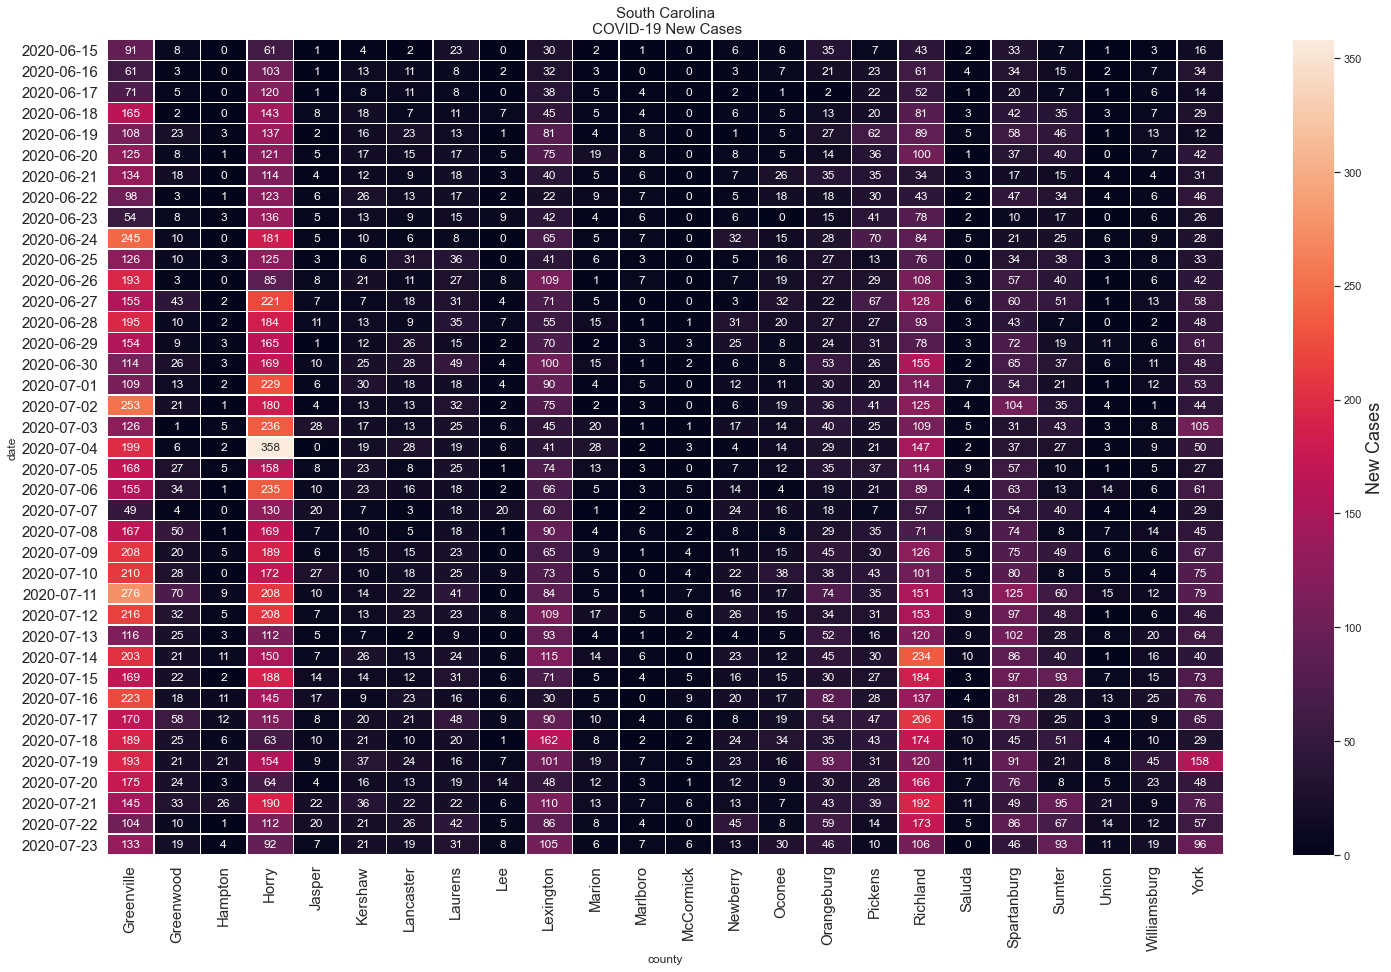 South Carolina
COVID-19 New Cases
2020-06-15 91 8 0 61 1 4 2 23 0 30 2 1 0 6 6 35 7 43 2 33 7 1 3 16
2020-06-16 61 3 0 103 1 13 11 8 2 32 3 0 0 3 7 21 23 61 4 34 15 2 7 34
2020-06-17 71 5 0 120 1 8 11 8 0 38 5 4 0 2 1 2 22 52 1 20 7 1 6 14
2020-06-18 165 2 0 143 8 18 7 11 7 45 5 4 0 6 5 13 20 81 3 42 35 3 7 29
2020-06-19 108 23 3 137 2 16 23 13 1 81 4 8 0 1 5 27 62 89 5 58 46 1 13 12
2020-06-20 125 8 1 121 5 17 15 17 5 75 19 8 0 8 5 14 36 100 1 37 40 0 7 42
2020-06-21 134 18 0 114 4 12 9 18 3 40 5 6 0 7 26 35 35 34 3 17 15 4 4 31
2020-06-22 98 3 1 123 6 26 13 17 2 22 9 7 0 5 18 18 30 43 2 47 34 4 6 46
2020-06-23 54 8 3 136 5 13 9 15 9 42 4 6 0 6 0 15 41 78 2 10 17 0 6 26
2020-06-24 245 10 0 181 5 10 6 8 0 65 5 7 0 32 15 28 70 84 5 21 25 6 9 28
2020-06-25 126 10 3 125 3 6 31 36 0 41 6 3 0 5 16 27 13 76 0 34 38 3 8 33
2020-06-26 193 3 0 85 8 21 11 27 8 109 1 7 0 7 19 27 29 108 3 57 40 1 6 42
2020-06-27 155 43 2 221 7 7 18 31 4 71 5 0 0 3 32 22 67 128 6 60 51 1 13 58
2020-06-28 195 10 2 184 11 13 9 35 7 55 15 1 1 31 20 27 27 93 3 43 7 0 2 48
2020-06-29 154 9 3 165 1 12 26 15 2 70 2 3 3 25 8 24 31 78 3 72 19 11 6 61
2020-06-30 114 26 3 169 10 25 28 49 4 100 15 1 2 6 8 53 26 155 2 65 37 6 11 48
2020-07-01 109 13 2 229 6 30 18 18 4 90 4 5 0 12 11 30 20 114 7 54 21 1 12 53
2020-07-02 253 21 1 180 4 13 13 32 2 75 2 3 0 6 19 36 41 125 4 104 35 4 1 44
2020-07-03 126 1 5 236 28 17 13 25 6 45 20 1 1 17 14 40 25 109 5 31 43 3 8 105
2020-07-04 199 6 2 358 0 19 28 19 6 41 28 2 3 4 14 29 21 147 2 37 27 3 9 50
2020-07-05 168 27 5 158 8 23 8 25 1 74 13 3 0 7 12 35 37 114 9 57 10 1 5 27
2020-07-06 155 34 1 235 10 23 16 18 2 66 5 3 5 14 4 19 21 89 4 63 13 14 6 61
2020-07-07 49 4 0 130 20 7 3 18 20 60 1 2 0 24 16 18 7 57 1 54 40 4 4 29
2020-07-08 167 50 1 169 7 10 5 18 1 90 4 6 2 8 8 29 35 71 9 74 8 7 14 45
2020-07-09 208 20 5 189 6 15 15 23 0 65 9 1 4 11 15 45 30 126 5 75 49 6 6 67
2020-07-10 210 28 0 172 27 10 18 25 9 73 5 0 4 22 38 38 43 101 5 80 8 5 4 75
2020-07-11 276 70 9 208 10 14 22 41 0 84 5 1 7 16 17 74 35 151 13 125 60 15 12 79
2020-07-12 216 32 5 208 7 13 23 23 8 109 17 5 6 26 15 34 31 153 9 97 48 1 6 46
2020-07-13 116 25 3 112 5 7 2 9 0 93 4 1 2 4 5 52 16 120 9 102 28 8 20 64
2020-07-14 203 21 11 150 7 26 13 24 6 115 14 6 0 23 12 45 30 234 10 86 40 1 16 40
2020-07-15 169 22 2 188 14 14 12 31 6 71 5 4 5 16 15 30 27 184 3 97 93 7 15 73
2020-07-16 223 18 11 145 17 9 23 16 6 30 5 0 9 20 17 82 28 137 4 81 28 13 25 76
2020-07-17 170 58 12 115 8 20 21 48 9 90 10 4 6 8 19 54 47 206 15 79 25 3 9 65
2020-07-18 189 25 6 63 10 21 10 20 1 162 8 2 2 24 34 35 43 174 10 45 51 4 10 29
2020-07-19 193 21 21 154 9 37 24 16 7 101 19 7 5 23 16 93 31 120 11 91 21 8 45 158
2020-07-20 175 24 3 64 4 16 13 19 14 48 12 3 1 12 9 30 28 166 7 76 8 5 23 48
2020-07-21 145 33 26 190 22 36 22 22 6 110 13 7 6 13 7 43 39 192 11 49 95 21 9 76
2020-07-22 104 10 1 112 20 21 26 42 5 86 8 4 0 45 8 59 14 173 5 86 67 14 12 57
2020-07-23 133 19 4 92 7 21 19 31 8 105 6 7 6 13 30 46 10 106 0 46 93 11 19 96
Greenville Greenwood Hampton Horry Jasper Kershaw Lancaster Laurens Lee Lexington Marion Marlboro McCormick Newberry Oconee Orangeburg Pickens Richland Saluda Spartanburg Sumter Union Williamsburg York
county
date
350
300
250
200
150
100
50
0
New Cases